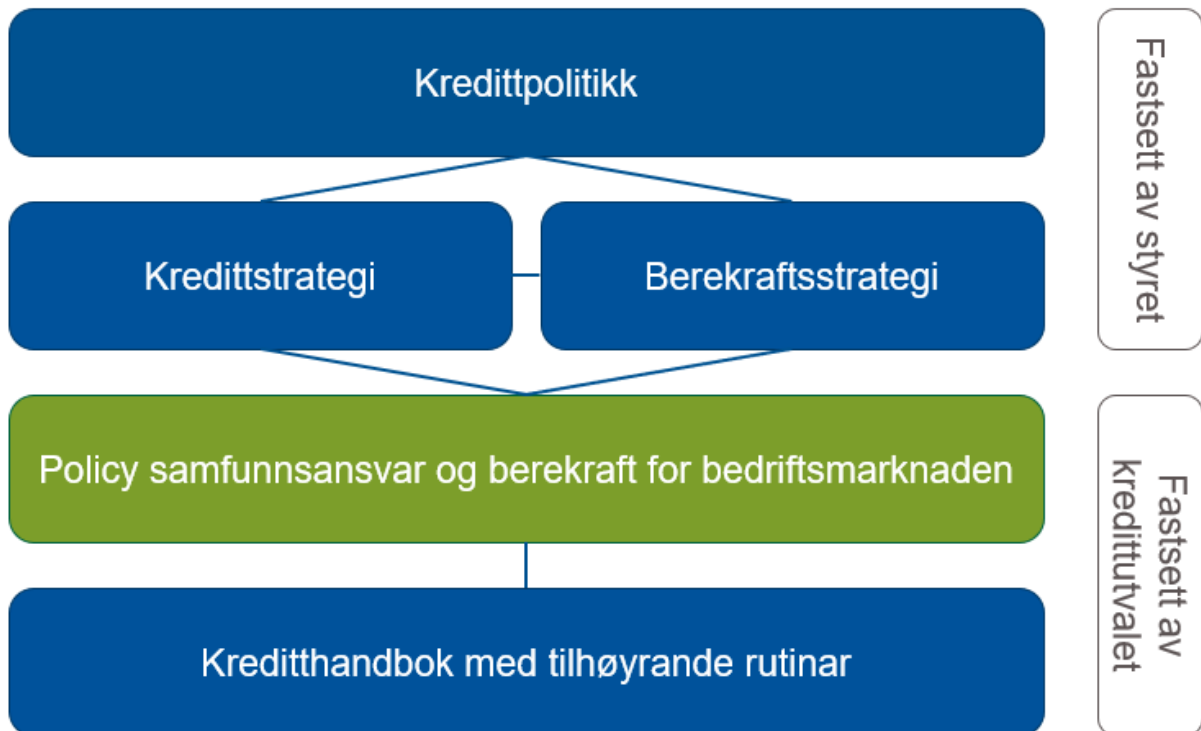 Kredittpolitikk
Fastsett av styret
Kredittstrategi
Berekraftsstrategi
Policy samfunnsansvar og berekraft for bedriftsmarknaden
Fastsett av
kredittutvalet
Kreditthandbok med tilhøyrande rutinar